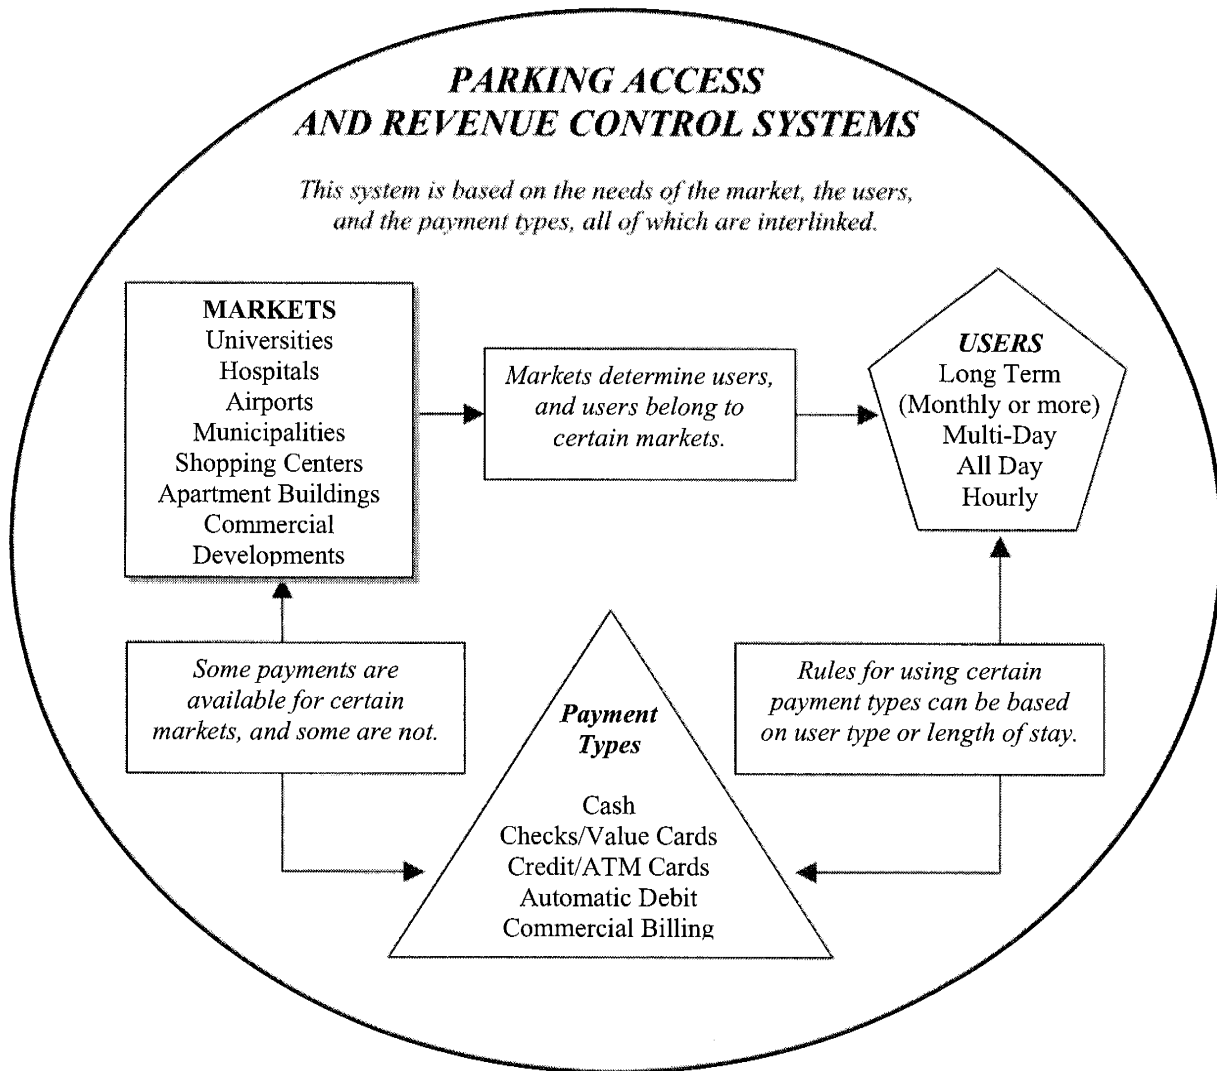 PARKING ACCESS
AND REVENUE CONTROL SYSTEMS
This system is based on the needs of the market, the users,
and the payment types, all of which are interlinked.
MARKETS
Universities
Hospitals
Airports
Municipalities
Shopping Centers
Apartment Buildings
Commercial
Developments
Markets determine users,
and users belong to
certain markets.
USERS
Long Term
(Monthly or more)
Multi-Day
All Day
Hourly
Some payments are
available for certain
markets, and some are not.
Payment
Types
Cash
Checks/Value Cards
Credit/ATM Cards
Automatic Debit
Commercial Billing
Rules for using certain
payment types can be based
on user type or length of stay.